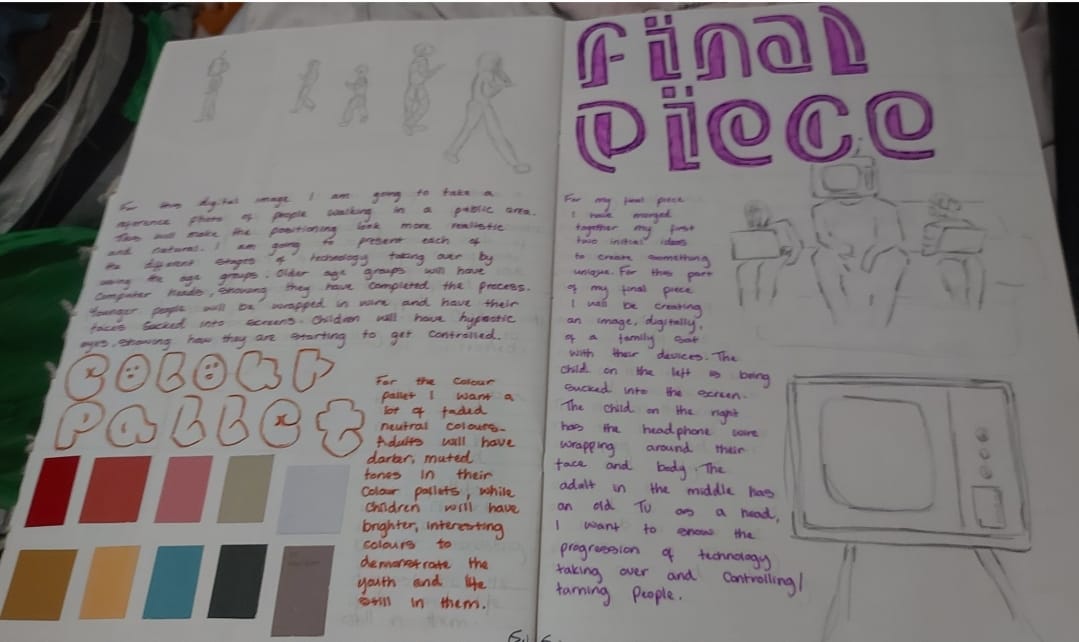 For this digital image I am going to take a
reference photo of people walking in a public area.
This will make the positioning look more realistic
and natural. I am going to present each of
the different stages of technology taking over by
using the age groups. Older age groups will have
computer heads, showing they have completed the process.
Younger people will be wrapped in wire and have their
faces sucked into screens. Children will have hypnotic
eyes, showing how they are starting to get controlled.
Colour
Pallet
For the colour
pallet I want a
lot of faded
neutral colours.
Adults will have
darker, muted
tones in their
colour pallets, while
children will have
brighter, interesting
colours to
demonstrate the
youth and life
still in them.
Final
Piece
For my final piece
I have merged
together my first
two initial ideas
to create something
unique. For this part
of my final piece
I will be creating
an image, digitally,
of a family sat
with their devices. The
child on the left is being
sucked into the screen.
The child on the right
has the headphone wire
wrapping around their
face and body. The
adult in the middle has
an old TV as a head,
I want to show the
progression of technology
taking over and controlling/
taming people.